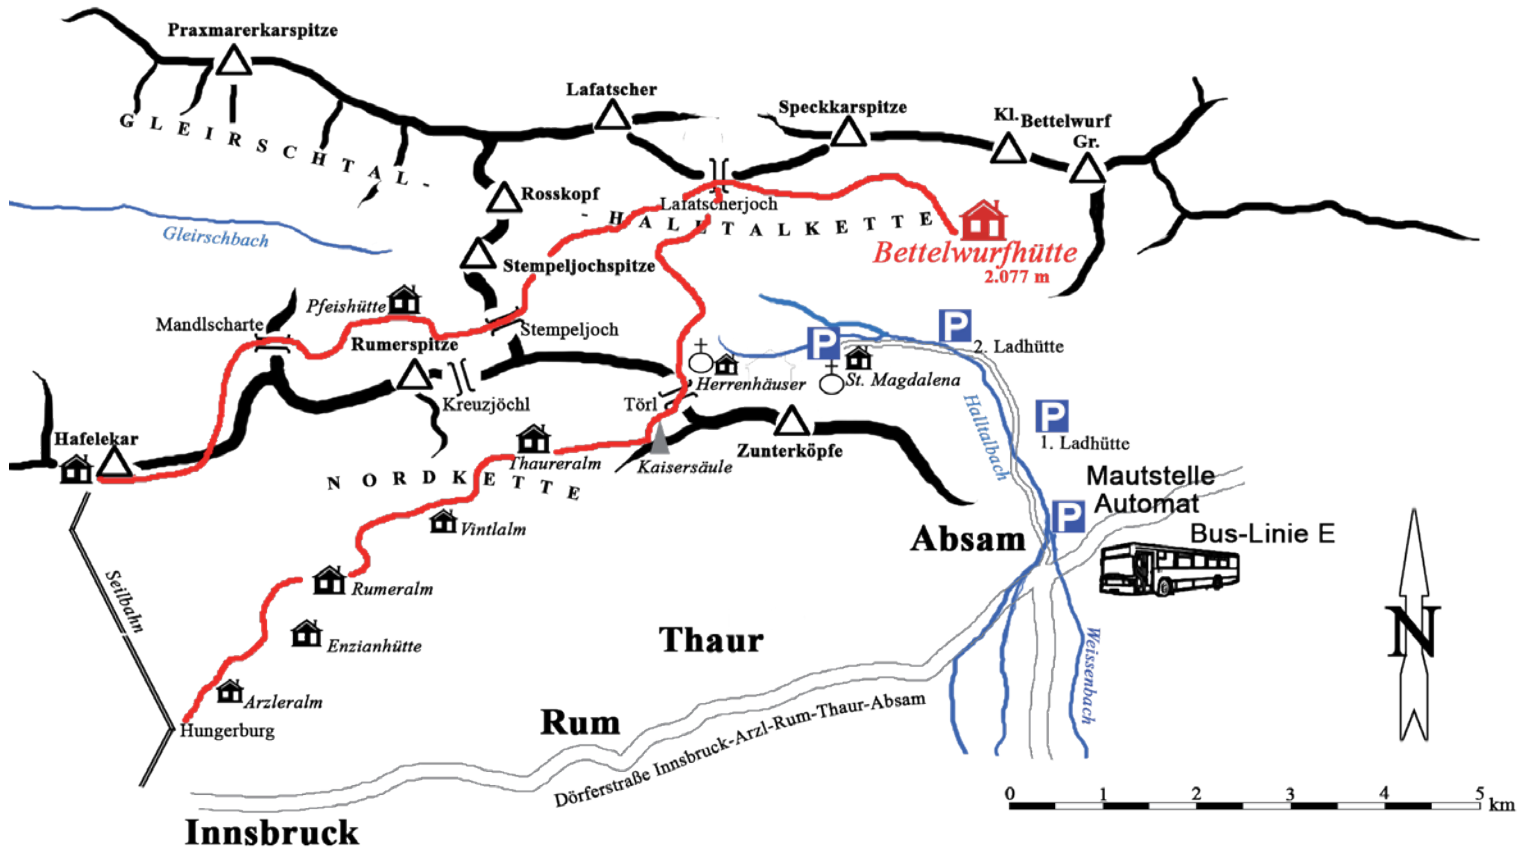 Praxmarerkarspitze
Lafatscher
Speckkarspitze
Kl. Bettelwurf
Gr.
GLEIRSCHTAL-
Rosskopf
Lafatscherjoch
-HALLTALKETTE
Gleirschbach
Bettelwurfhütte
2.077 m
Stempeljochspitze
Pfeishütte
Mandlscharte
Stempeljoch
Rumerspitze
P
P
2. Ladhütte
Herrenhäuser
St. Magdalena
Kreuzjöchl
Törl
Halltalbach
P
1. Ladhütte
Hafelekar
Zunterköpfe
Thaureralm
Kaisersäule
NORDKETTE
Mautstelle
Automat
P
Vintlalm
Absam
Bus-Linie E
Seilbahn
Rumeralm
Enzianhütte
Thaur
Weissenbach
N
Arzleralm
Hungerburg
Rum
Dörferstraße Innsbruck-Arzl-Rum-Thaur-Absam
0 1 2 3 4 5 km
Innsbruck